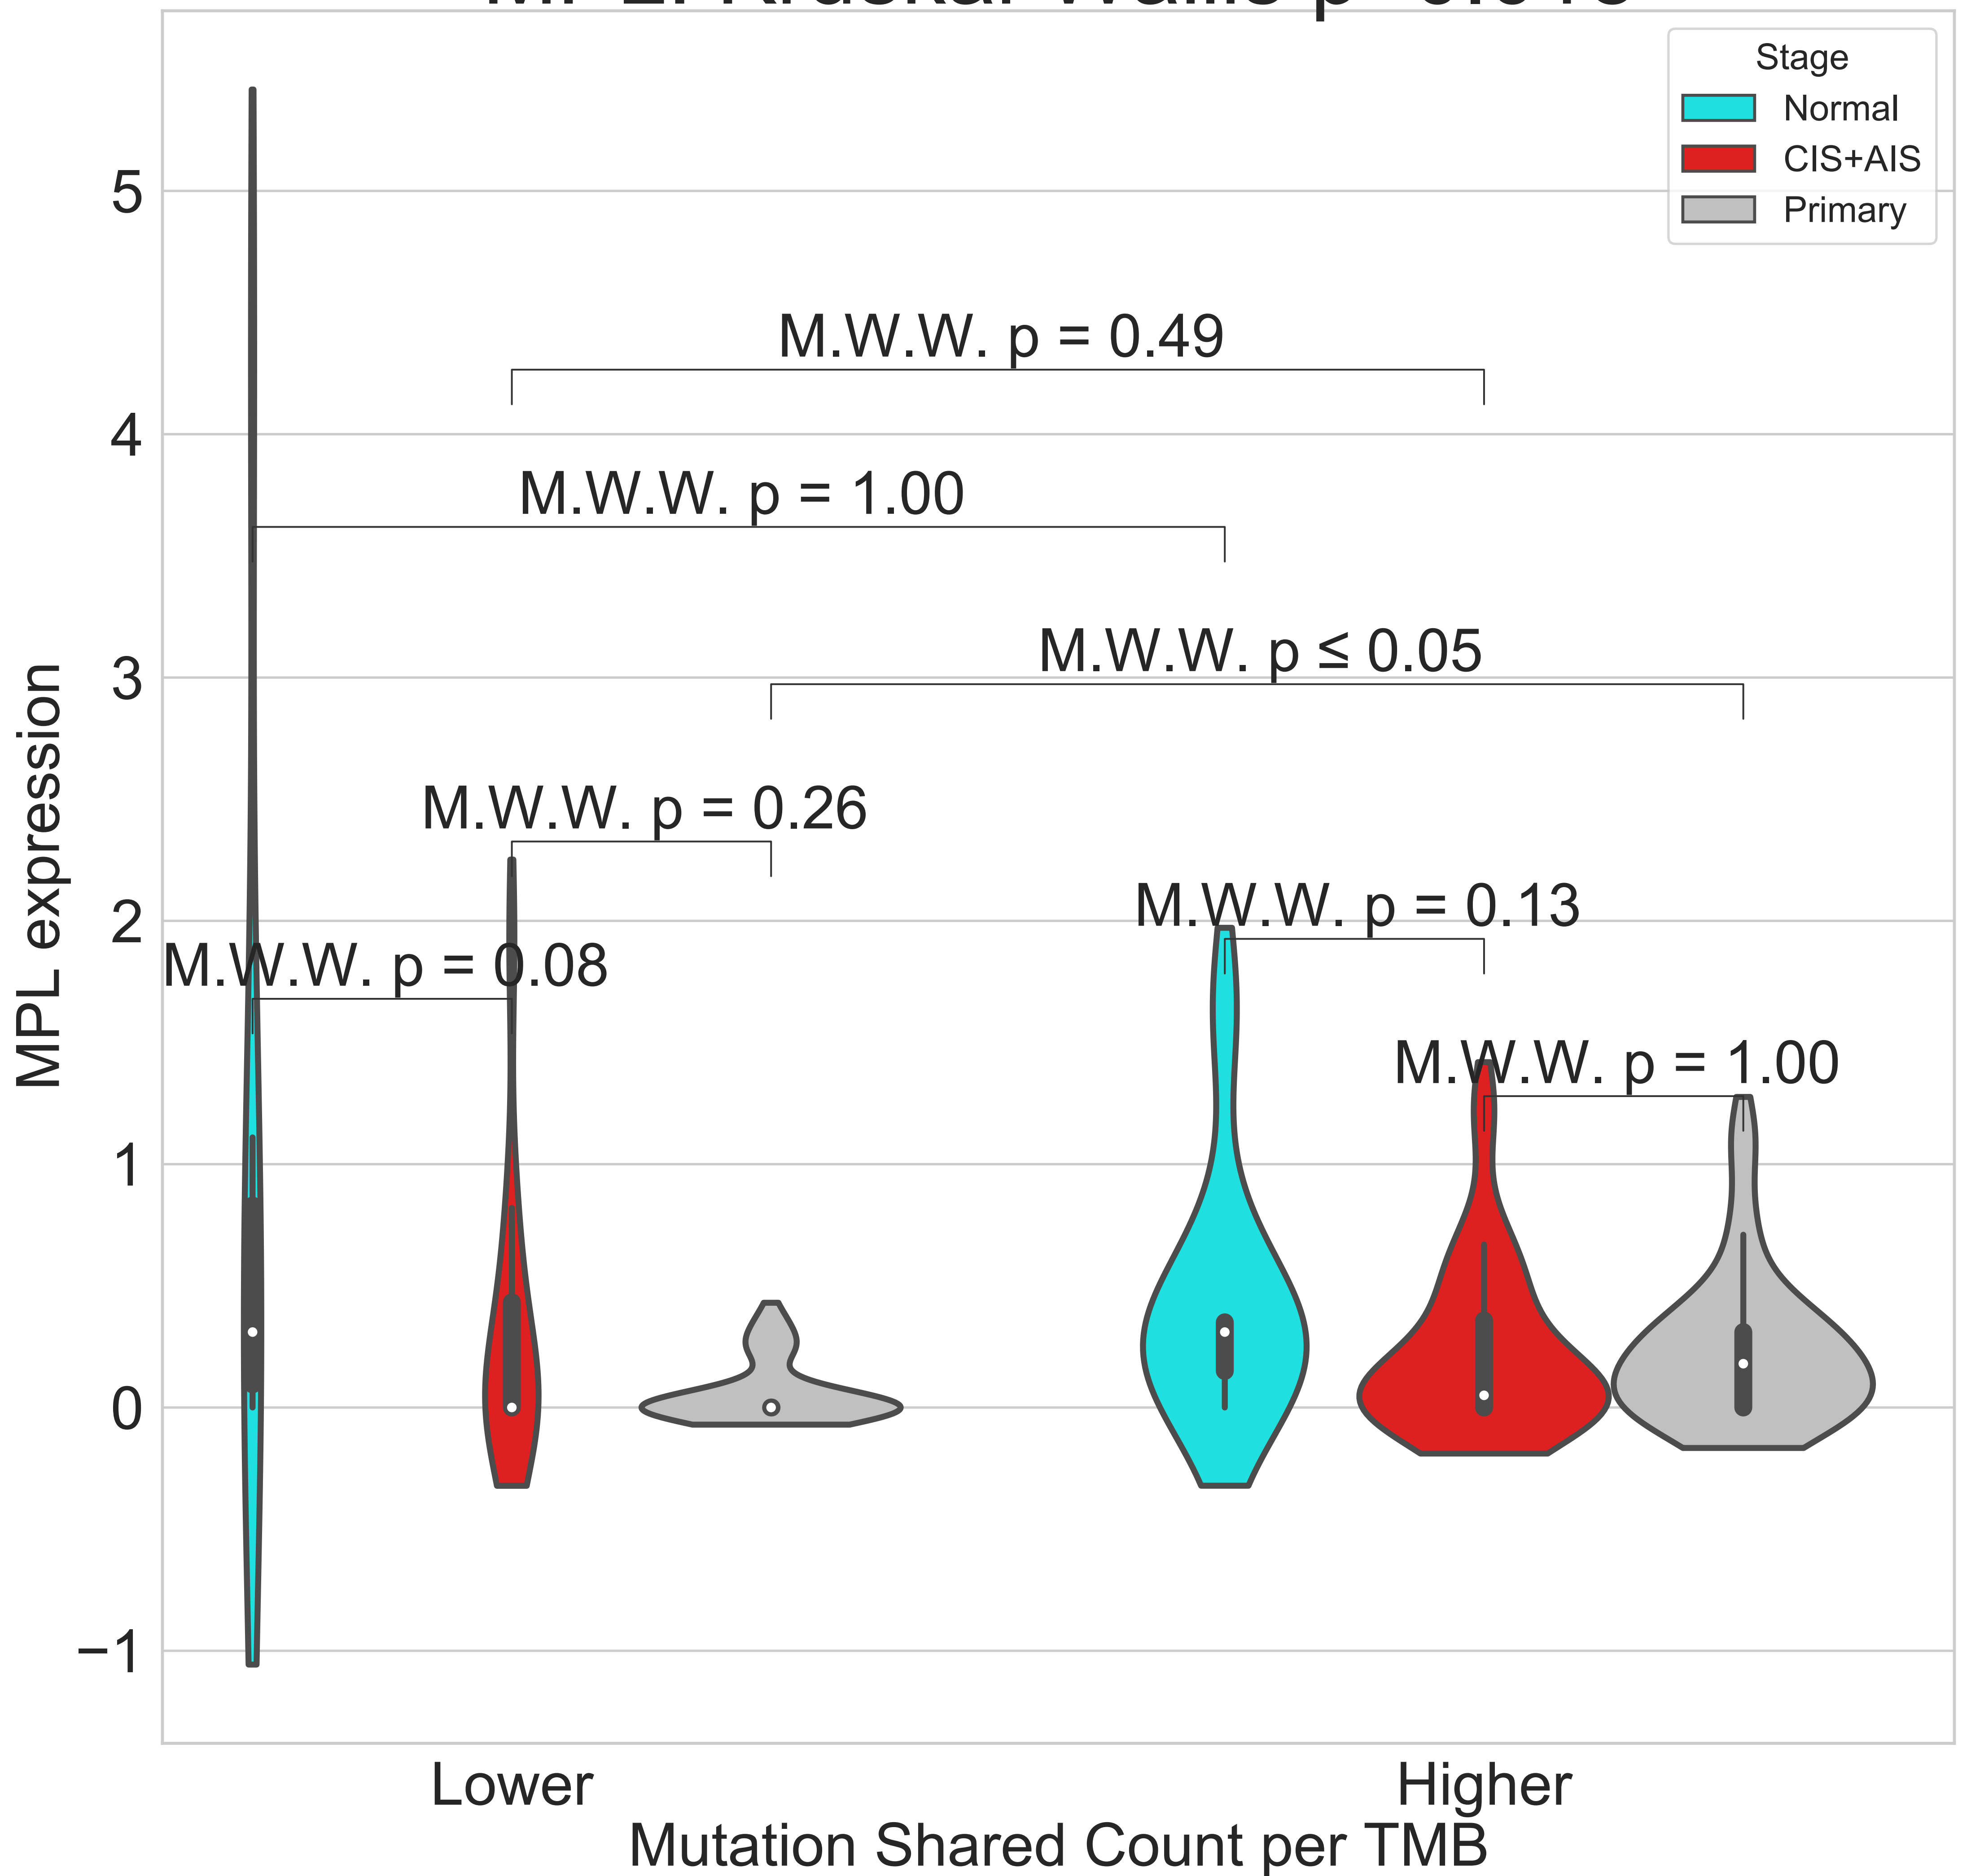 Stage
Normal
CIS+AIS
Primary
M.W.W. p = 0.49
M.W.W. p = 1.00
M.W.W. p ≤ 0.05
M.W.W. p = 0.26
M.W.W. p = 0.13
M.W.W. p = 0.08
M.W.W. p = 1.00
5
4
3
2
1
0
−1
MPL expression
Lower
Higher
Mutation Shared Count per TMB